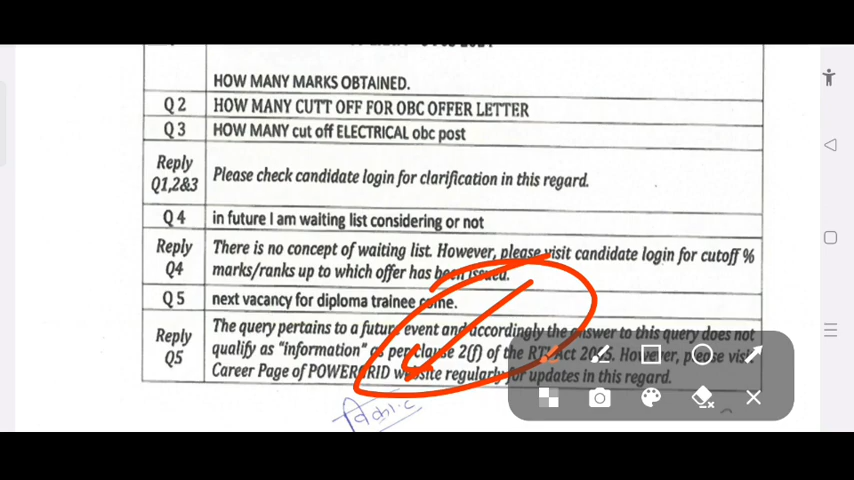 HOW MANY MARKS OBTAINED.
Q 2 HOW MANY CUTT OFF FOR OBC OFFER LETTER
Q 3 HOW MANY cut off ELECTRICAL obc post
Reply Q1,2&3 Please check candidate login for clarification in this regard.
Q 4 in future I am waiting list considering or not
Reply Q4 There is no concept of waiting list. However, please visit candidate login for cutoff %
marks/ranks up to which offer has been issued.
Q 5 next vacancy for diploma trainee come.
Reply Q5 The query pertains to a future event and accordingly the answer to this query does not
qualify as "information" as per clause 2(f) of the RTI Act 2005. However, please visit
Career Page of POWERGRID website regularly for updates in this regard.